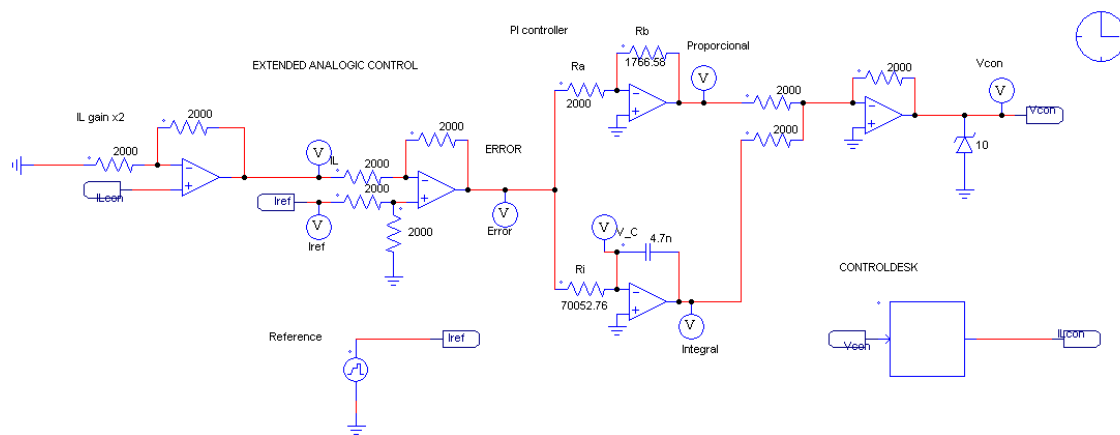 PI controller
Rb
1766.58
Proporcional
Vcon
EXTENDED ANALOGIC CONTROL
Ra
2000
2000
2000
V
V
Vcon
IL gain x2
2000
2000
2000
10
2000
V
IL
2000
ERROR
ILcon
Iref
2000
V
V
Iref
2000
Error
V
V_C
4.7n
Ri
70052.76
CONTROLDESK
V
Integral
Reference
Iref
Vcon
ILcon